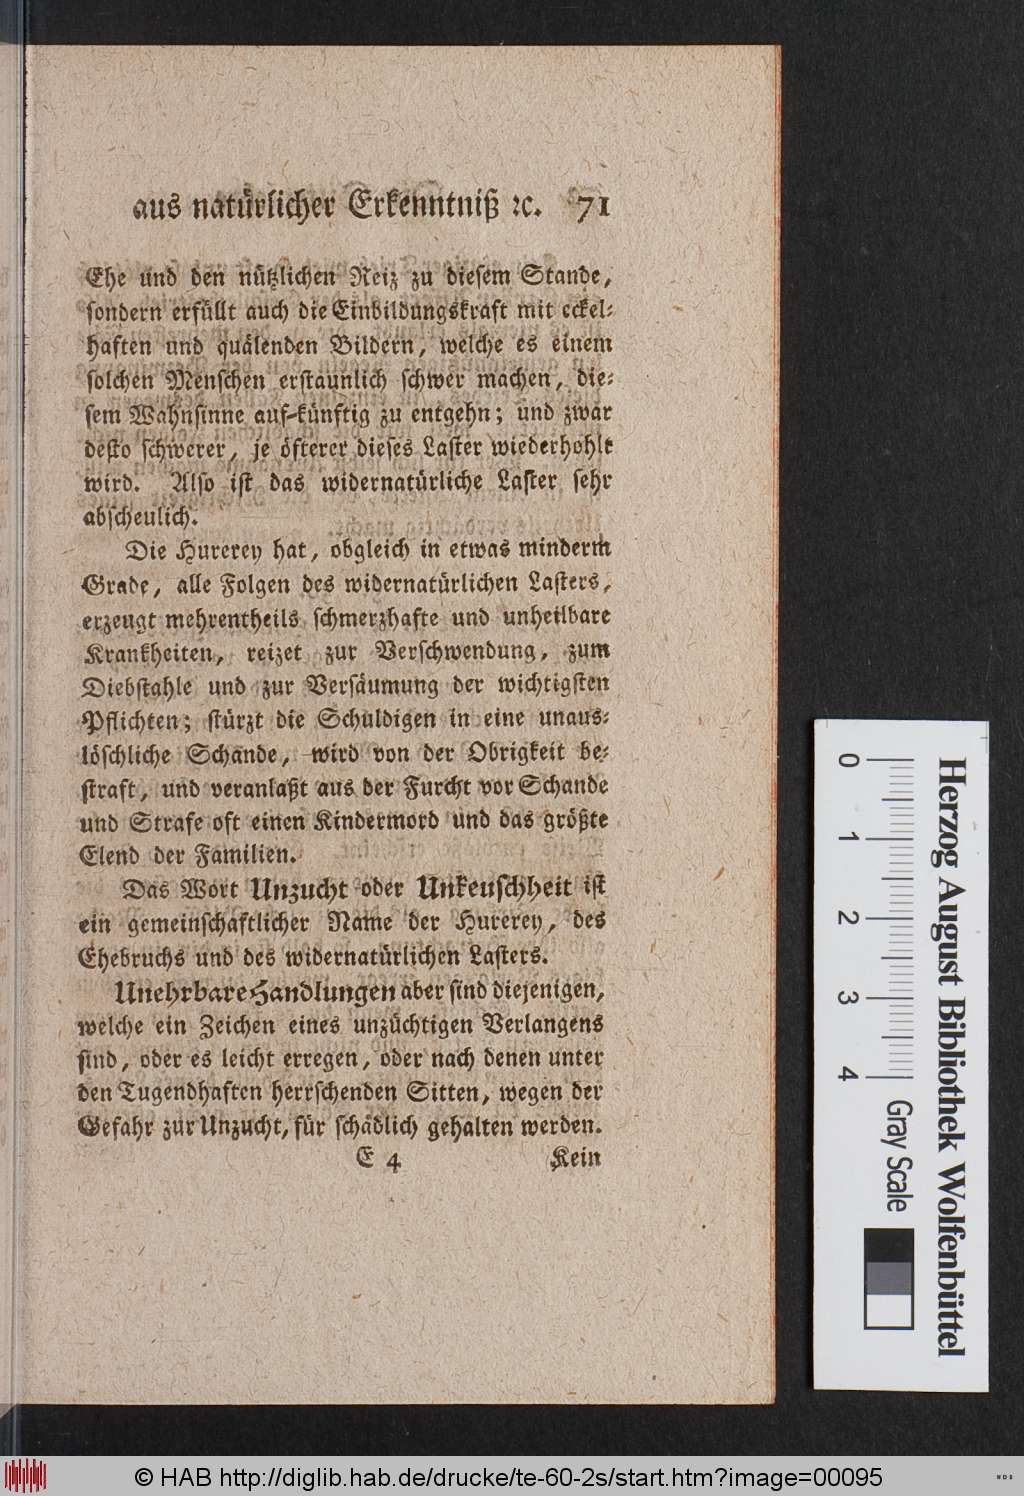 aus natürlicher Erkenntniß ꝛc. 71
Ehe und den nützlichen Reiz zu diesem Stande,
sondern erfüllt auch die Einbildungskraft mit eckel-
haften und quälenden Bildern, welche es einem
solchen Menschen erstaunlich schwer machen, die-
sem Wahnsinne auf künftig zu entgehn; und zwar
desto schwerer, je öfterer dieses Laster wiederhohlt
wird. Also ist das widernatürliche Laster sehr
abscheulich.
Die Hurerey hat, obgleich in etwas minderm
Grade, alle Folgen des widernatürlichen Lasters,
erzeugt mehrentheils schmerzhafte und unheilbare
Krankheiten, reizet zur Verschwendung, zum
Diebstahle und zur Versäumung der wichtigsten
Pflichten; stürzt die Schuldigen in eine unaus-
löschliche Schande, wird von der Obrigkeit be-
straft, und veranlaßt aus der Furcht vor Schande
und Strafe oft einen Kindermord und das größte
Elend der Familien.
Das Wort Unzucht oder Unkeuschheit ist
ein gemeinschaftlicher Name der Hurerey, des
Ehebruchs und des widernatürlichen Lasters.
Unehrbare Handlungen aber sind diejenigen,
welche ein Zeichen eines unzüchtigen Verlangens
sind, oder es leicht erregen, oder nach denen unter
den Tugendhaften herrschenden Sitten, wegen der
Gefahr zur Unzucht, für schädlich gehalten werden.
E 4 Kein
0 1 2 3 4 Gray Scale
Herzog August Bibliothek Wolfenbüttel
© HAB http://diglib.hab.de/drucke/te-60-2s/start.htm?image=00095